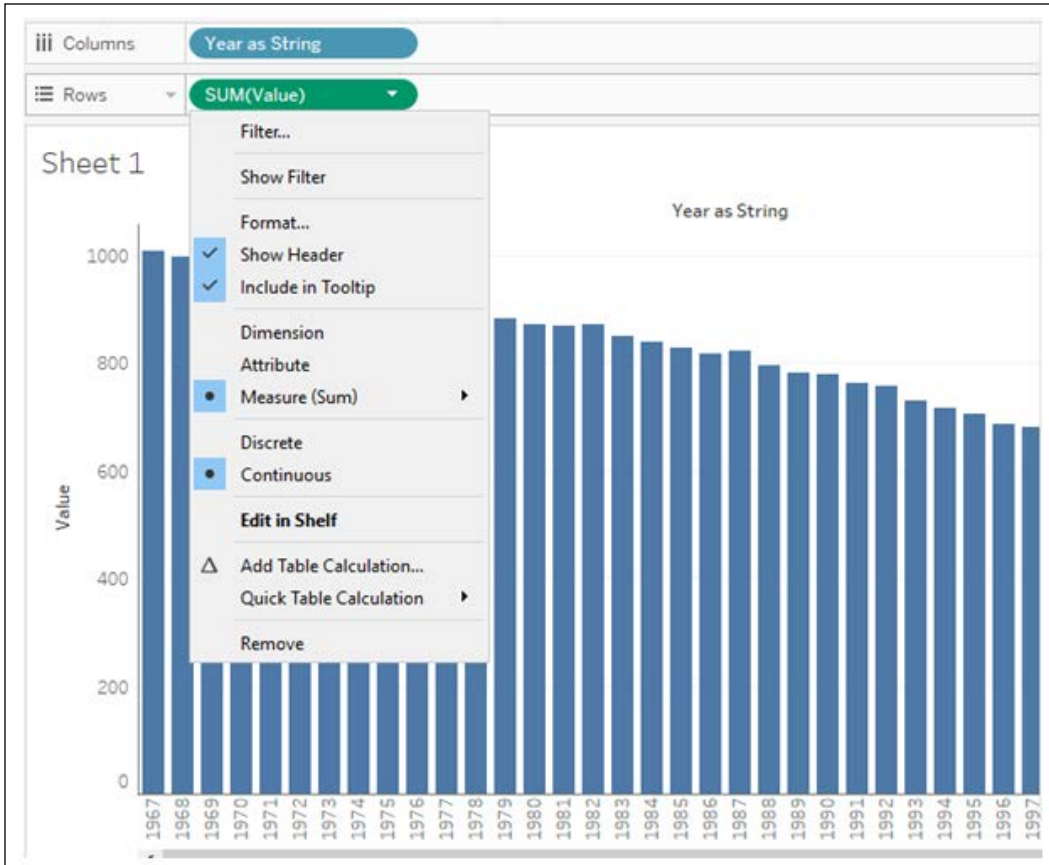 Columns
Year as String
Rows
SUM(Value)
Filter...
Show Filter
Format...
Show Header
Include in Tooltip
Dimension
Attribute
Measure (Sum)
Discrete
Continuous
Edit in Shelf
Add Table Calculation...
Quick Table Calculation
Remove
Sheet 1
Year as String
Value
1000
800
600
400
200
0
1967
1968
1969
1970
1971
1972
1973
1974
1975
1976
1977
1978
1979
1980
1981
1982
1983
1984
1985
1986
1987
1988
1989
1990
1991
1992
1993
1994
1995
1996
1997